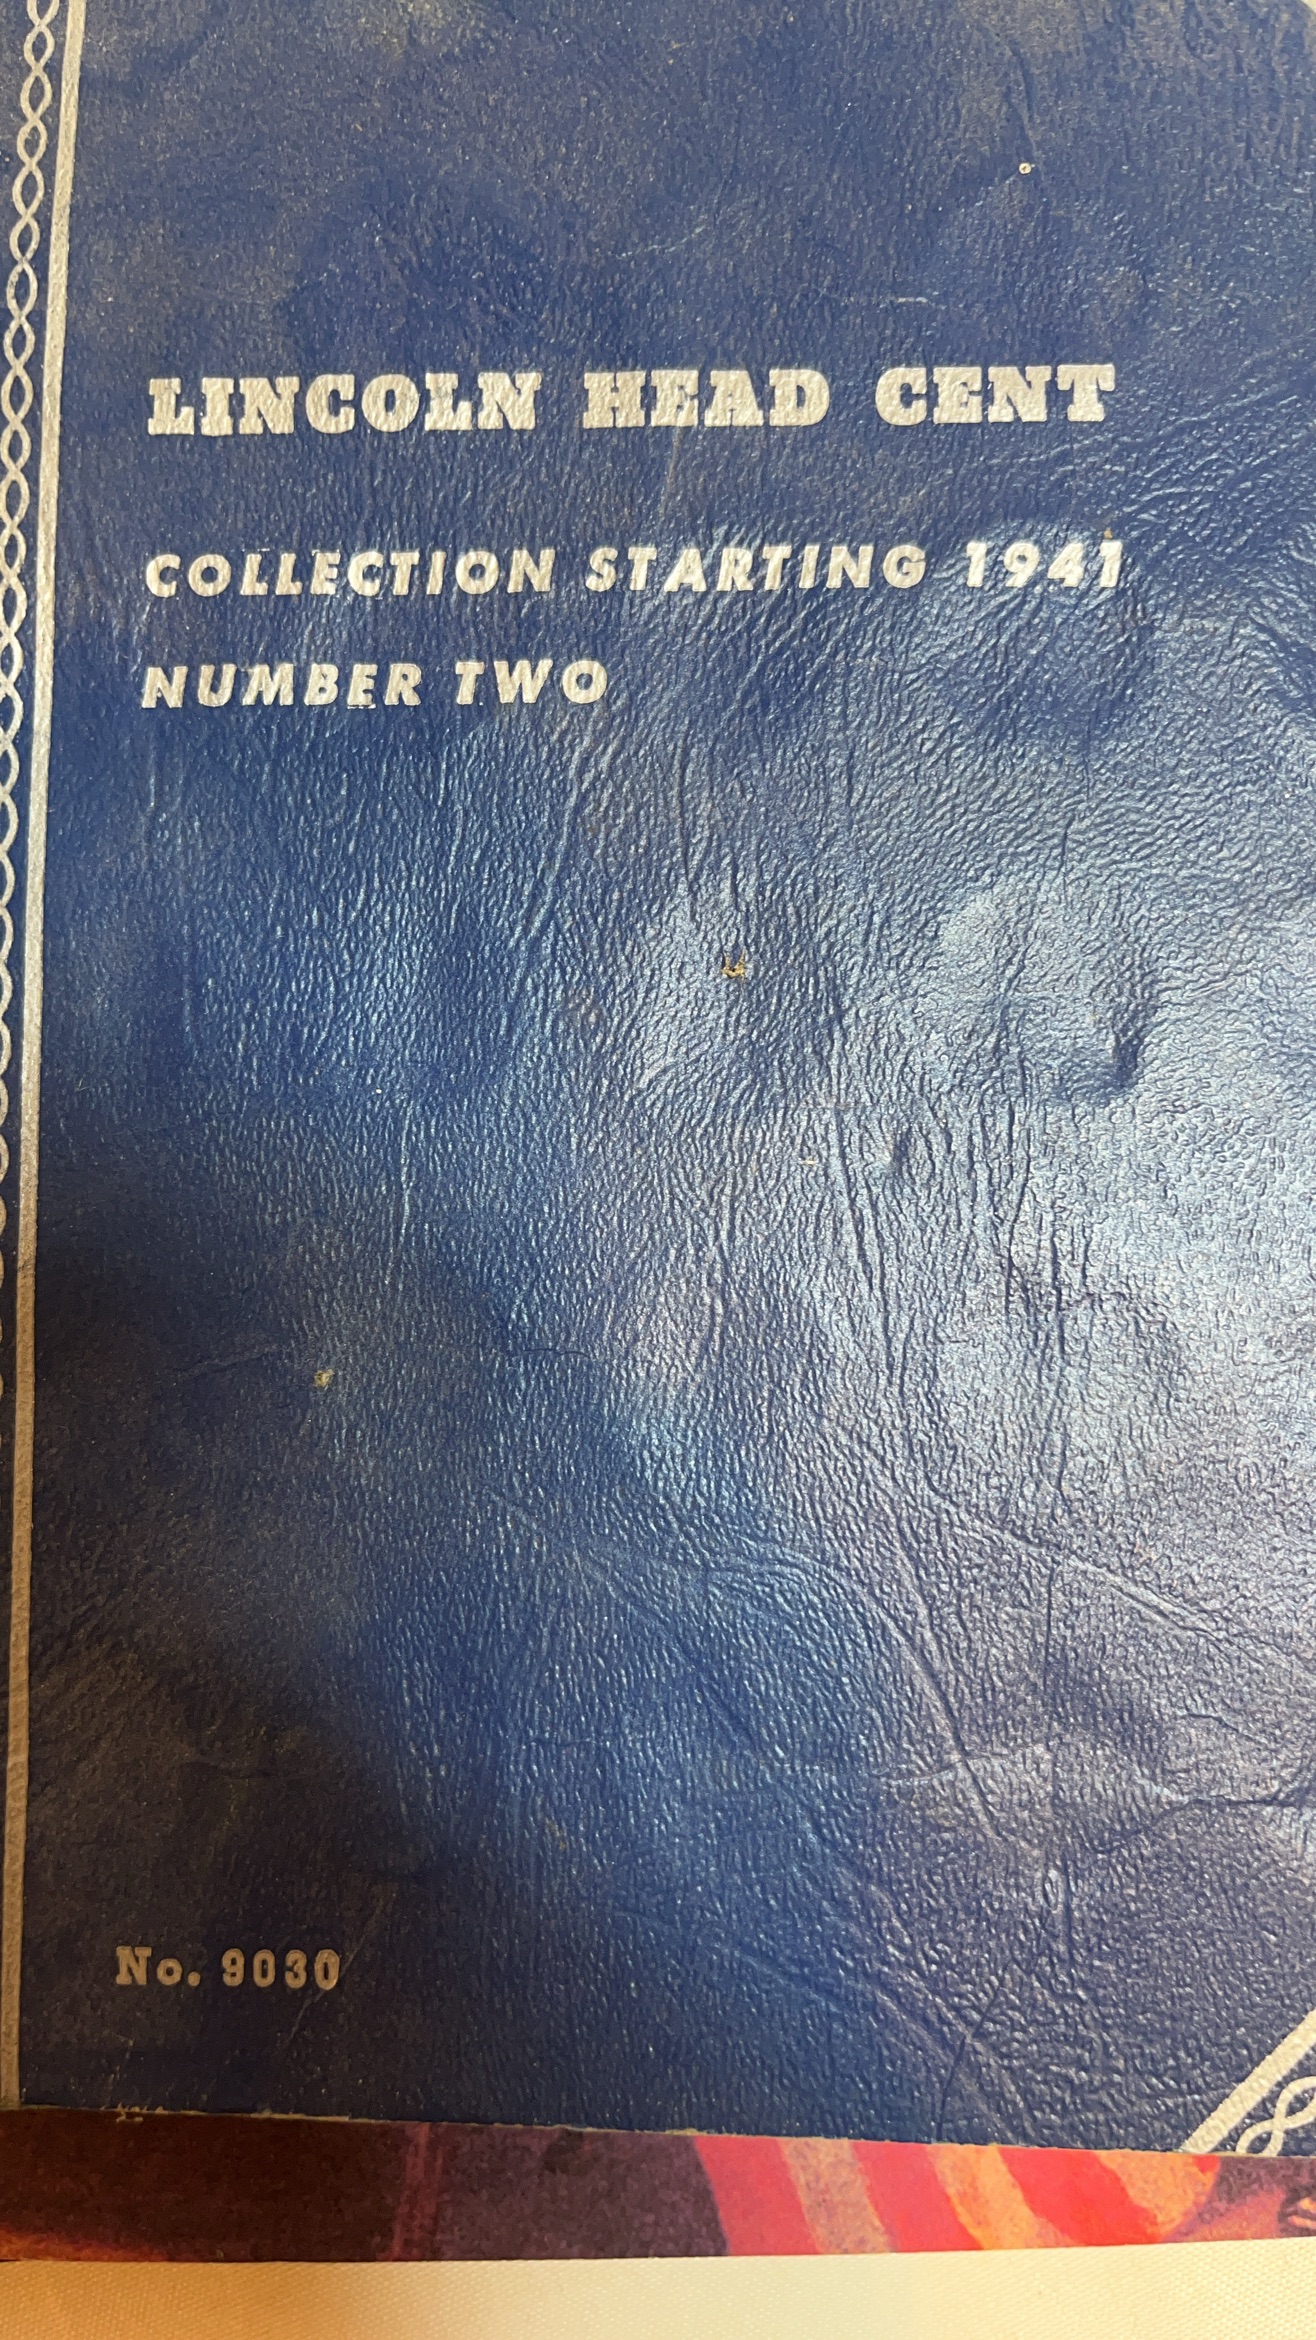 LINCOLN HEAD CENT
COLLECTION STARTING 1941
NUMBER TWO
No. 9030